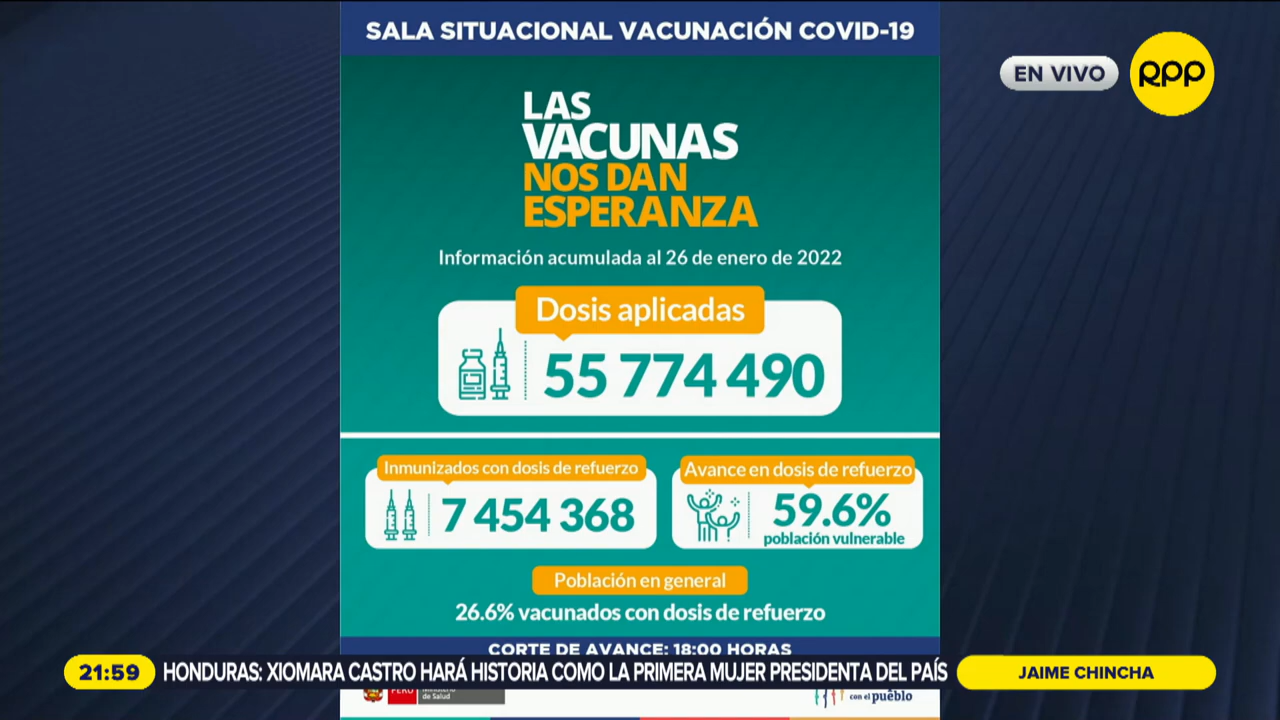 SALA SITUACIONAL VACUNACIÓN COVID-19
EN VIVO
RPP
LAS
VACUNAS
NOS DAN
ESPERANZA
Información acumulada al 26 de enero de 2022
Dosis aplicadas
55 774 490
Inmunizados con dosis de refuerzo
7 454 368
Avance en dosis de refuerzo
59.6%
población vulnerable
Población en general
26.6% vacunados con dosis de refuerzo
CORTE DE AVANCE: 18:00 HORAS
21:59
HONDURAS: XIOMARA CASTRO HARÁ HISTORIA COMO LA PRIMERA MUJER PRESIDENTA DEL PAÍS
JAIME CHINCHA
PERÚ
Ministerio
de Salud
con el pueblo